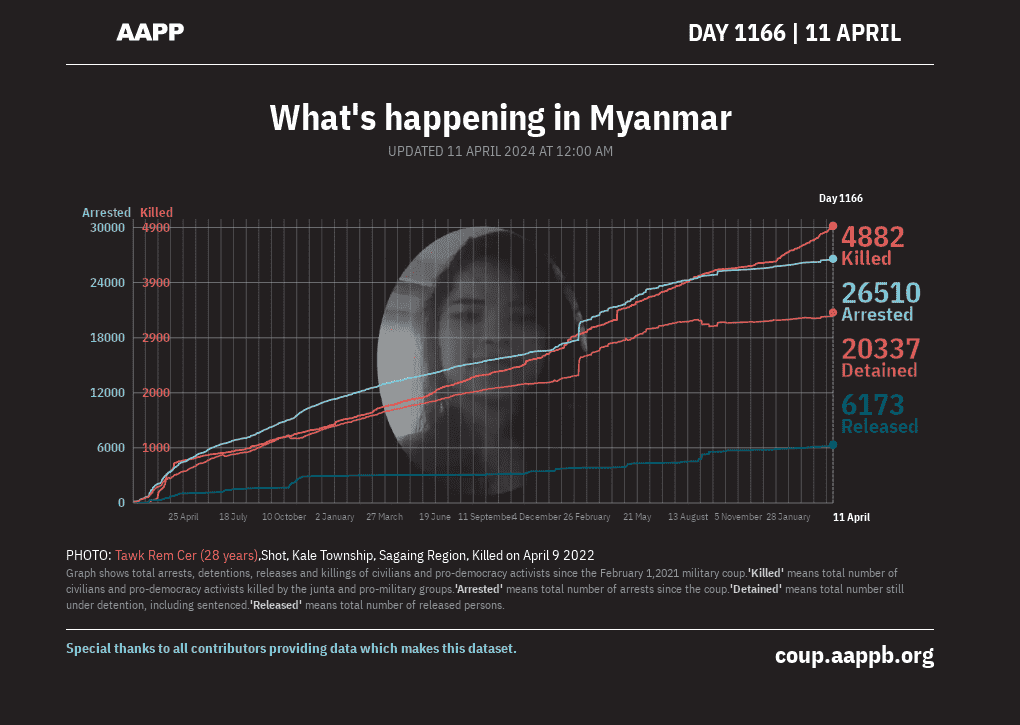 AAPP
DAY 1166 | 11 APRIL
What's happening in Myanmar
UPDATED 11 APRIL 2024 AT 12:00 AM
Day 1166
Arrested Killed
30000 4900
24000 3900
18000 2900
12000 2000
6000 1000
0
4882
Killed
26510
Arrested
20337
Detained
6173
Released
25 April 18 July 10 October 2 January 27 March 19 June 11 September 4 December 26 February 21 May 13 August 5 November 28 January 11 April
PHOTO: Tawk Rem Cer (28 years),Shot, Kale Township, Sagaing Region, Killed on April 9 2022
Graph shows total arrests, detentions, releases and killings of civilians and pro-democracy activists since the February 1,2021 military coup.'Killed' means total number of
civilians and pro-democracy activists killed by the junta and pro-military groups.'Arrested' means total number of arrests since the coup.'Detained' means total number still
under detention, including sentenced.'Released' means total number of released persons.
Special thanks to all contributors providing data which makes this dataset.
coup.aappb.org